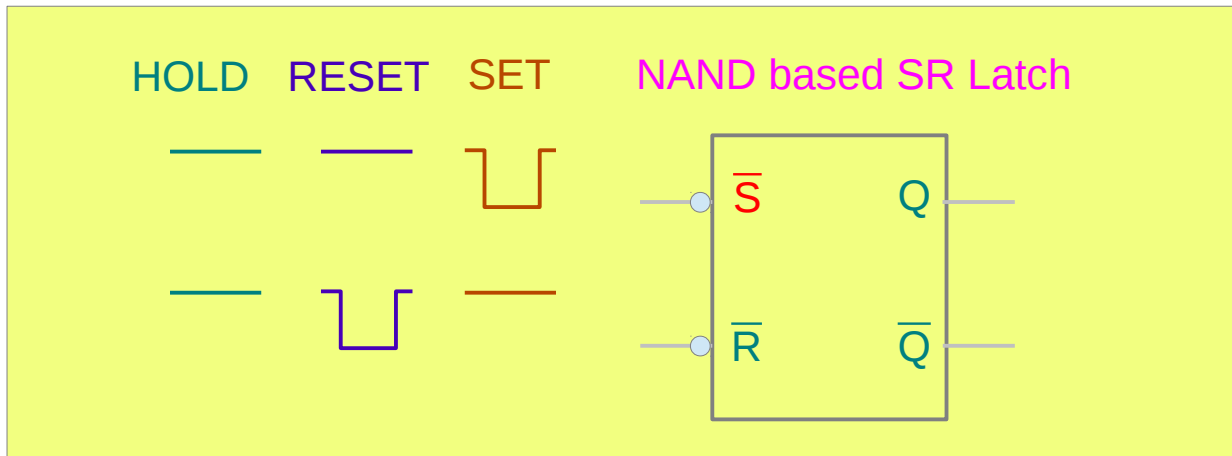 HOLD RESET SET NAND based SR Latch
S̅ Q
R̅ Q̅